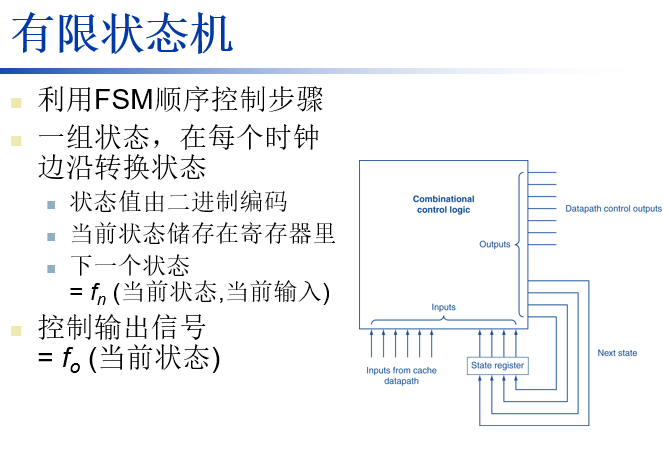 有限状态机
利用FSM顺序控制步骤
一组状态，在每个时钟
边沿转换状态
状态值由二进制编码
当前状态储存在寄存器里
下一个状态
= fn (当前状态,当前输入)
控制输出信号
= fo (当前状态)
Combinational
control logic
Datapath control outputs
Outputs
Inputs
Inputs from cache
datapath
State register
Next state